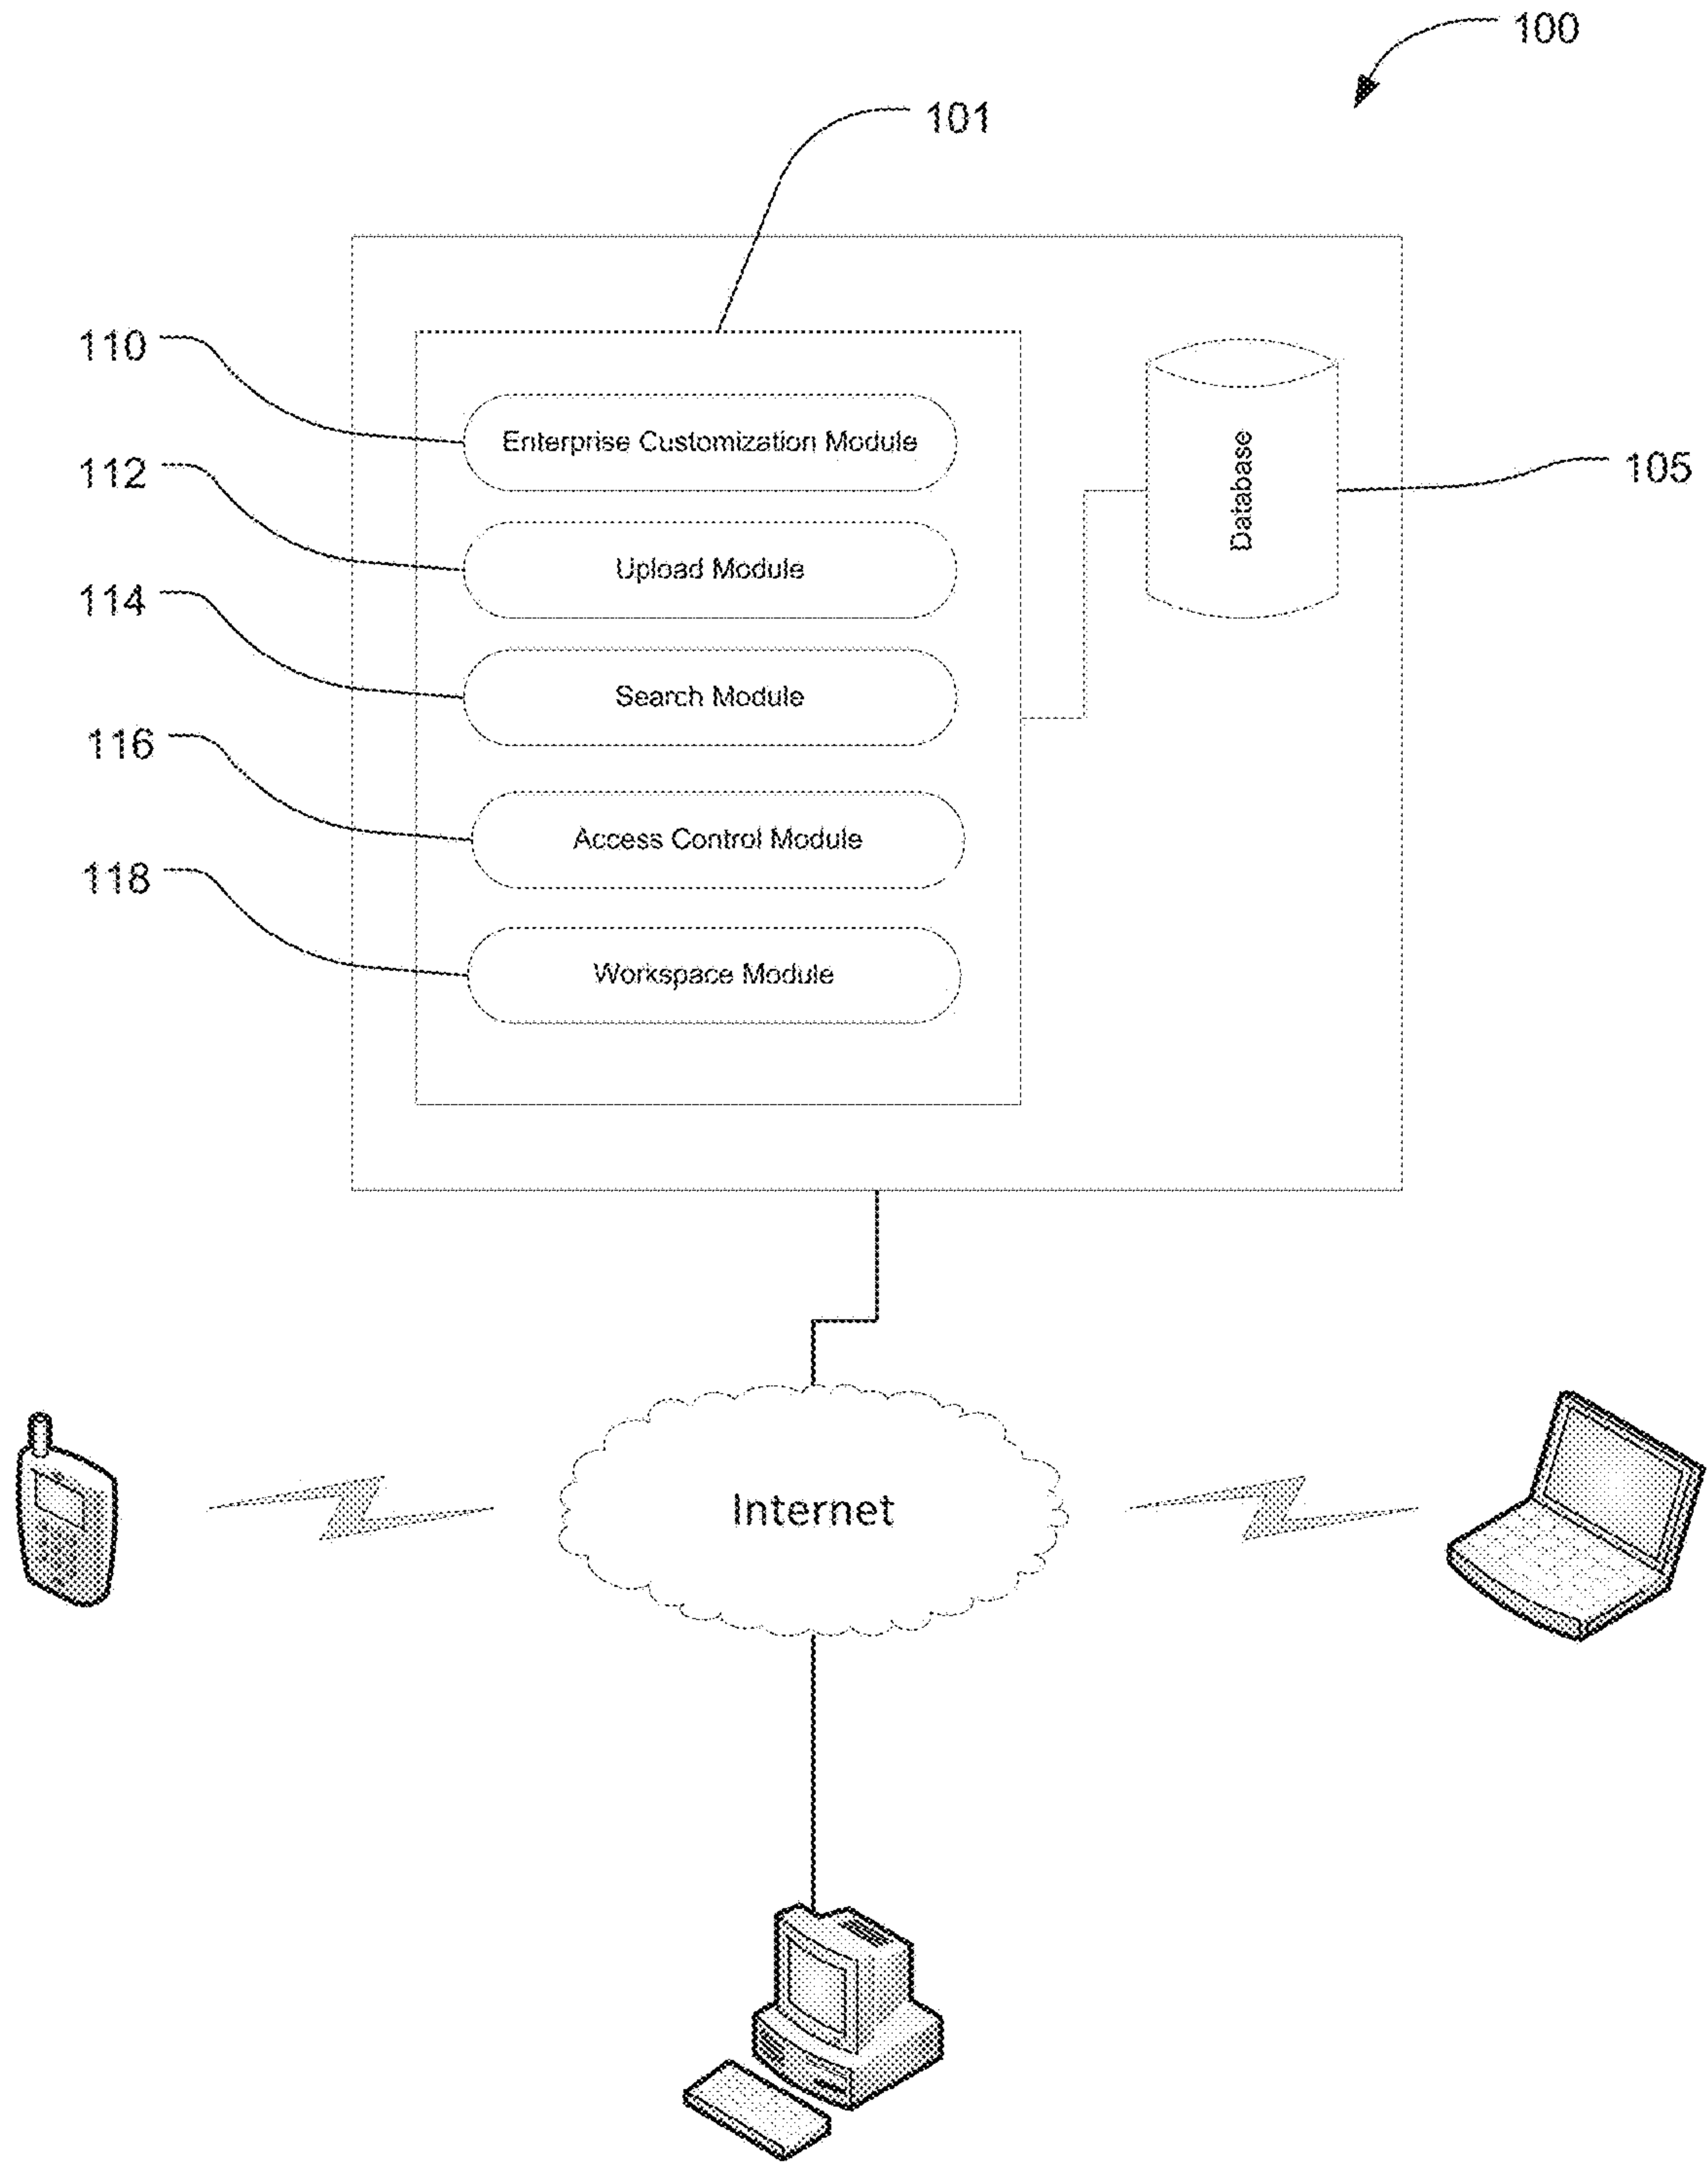 100
101
110
Enterprise Customization Module
112
Upload Module
105
Database
114
Search Module
116
Access Control Module
118
Workspace Module
Internet